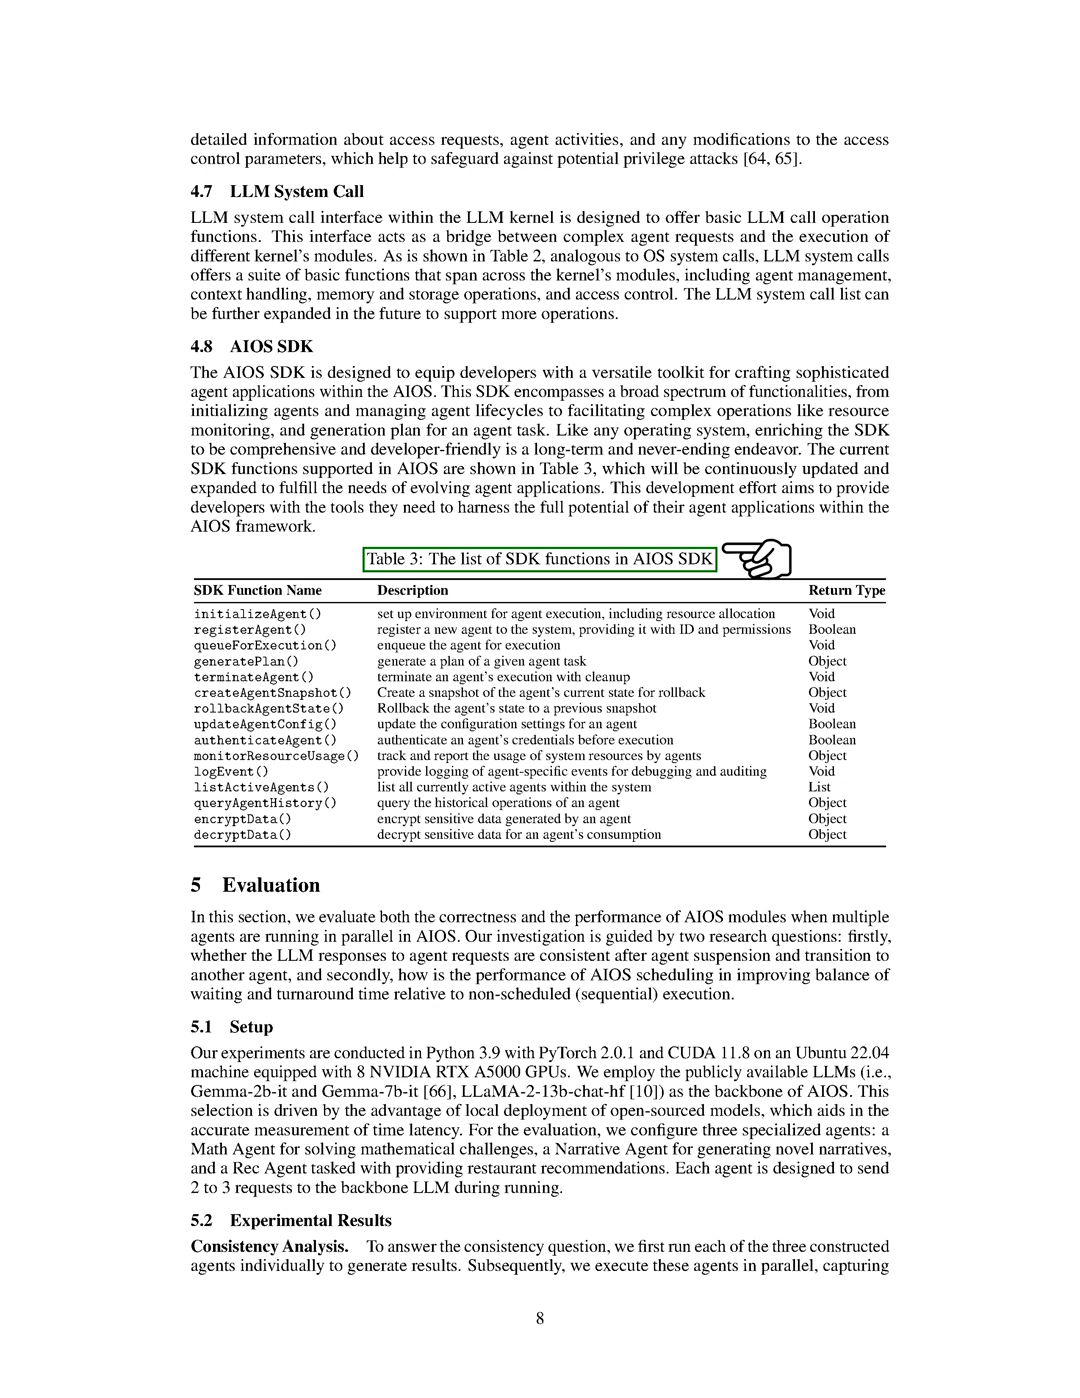 detailed information about access requests, agent activities, and any modifications to the access
control parameters, which help to safeguard against potential privilege attacks [64, 65].
4.7 LLM System Call
LLM system call interface within the LLM kernel is designed to offer basic LLM call operation
functions. This interface acts as a bridge between complex agent requests and the execution of
different kernel's modules. As is shown in Table 2, analogous to OS system calls, LLM system calls
offers a suite of basic functions that span across the kernel's modules, including agent management,
context handling, memory and storage operations, and access control. The LLM system call list can
be further expanded in the future to support more operations.
4.8 AIOS SDK
The AIOS SDK is designed to equip developers with a versatile toolkit for crafting sophisticated
agent applications within the AIOS. This SDK encompasses a broad spectrum of functionalities, from
initializing agents and managing agent lifecycles to facilitating complex operations like resource
monitoring, and generation plan for an agent task. Like any operating system, enriching the SDK
to be comprehensive and developer-friendly is a long-term and never-ending endeavor. The current
SDK functions supported in AIOS are shown in Table 3, which will be continuously updated and
expanded to fulfill the needs of evolving agent applications. This development effort aims to provide
developers with the tools they need to harness the full potential of their agent applications within the
AIOS framework.
Table 3: The list of SDK functions in AIOS SDK
SDK Function Name Description Return Type
initializeAgent() set up environment for agent execution, including resource allocation Void
registerAgent() register a new agent to the system, providing it with ID and permissions Boolean
queueForExecution() enqueue the agent for execution Void
generatePlan() generate a plan of a given agent task Object
terminateAgent() terminate an agent's execution with cleanup Void
createAgentSnapshot() Create a snapshot of the agent's current state for rollback Object
rollbackAgentState() Rollback the agent's state to a previous snapshot Void
updateAgentConfig() update the configuration settings for an agent Boolean
authenticateAgent() authenticate an agent's credentials before execution Boolean
monitorResourceUsage() track and report the usage of system resources by agents Object
logEvent() provide logging of agent-specific events for debugging and auditing Void
listActiveAgents() list all currently active agents within the system List
queryAgentHistory() query the historical operations of an agent Object
encryptData() encrypt sensitive data generated by an agent Object
decryptData() decrypt sensitive data for an agent's consumption Object
5 Evaluation
In this section, we evaluate both the correctness and the performance of AIOS modules when multiple
agents are running in parallel in AIOS. Our investigation is guided by two research questions: firstly,
whether the LLM responses to agent requests are consistent after agent suspension and transition to
another agent, and secondly, how is the performance of AIOS scheduling in improving balance of
waiting and turnaround time relative to non-scheduled (sequential) execution.
5.1 Setup
Our experiments are conducted in Python 3.9 with PyTorch 2.0.1 and CUDA 11.8 on an Ubuntu 22.04
machine equipped with 8 NVIDIA RTX A5000 GPUs. We employ the publicly available LLMs (i.e.,
Gemma-2b-it and Gemma-7b-it [66], LLaMA-2-13b-chat-hf [10]) as the backbone of AIOS. This
selection is driven by the advantage of local deployment of open-sourced models, which aids in the
accurate measurement of time latency. For the evaluation, we configure three specialized agents: a
Math Agent for solving mathematical challenges, a Narrative Agent for generating novel narratives,
and a Rec Agent tasked with providing restaurant recommendations. Each agent is designed to send
2 to 3 requests to the backbone LLM during running.
5.2 Experimental Results
Consistency Analysis. To answer the consistency question, we first run each of the three constructed
agents individually to generate results. Subsequently, we execute these agents in parallel, capturing
8